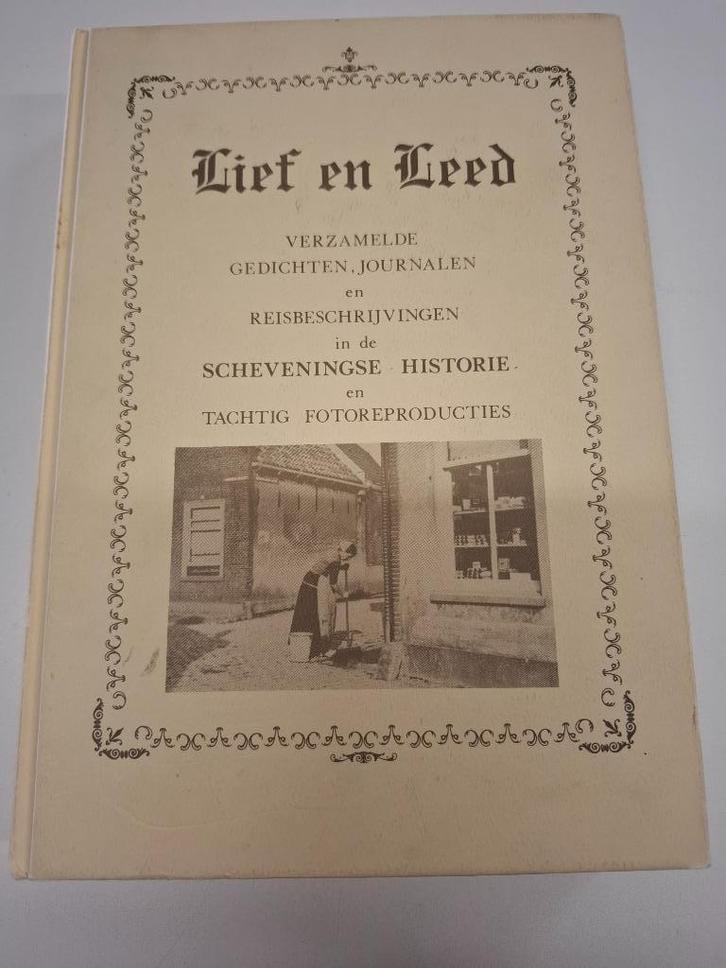 Lief en Leed
VERZAMELDE
GEDICHTEN, JOURNALEN
en
REISBESCHRIJVINGEN
in de
SCHEVENINGSE HISTORIE
en
TACHTIG FOTOREPRODUCTIES